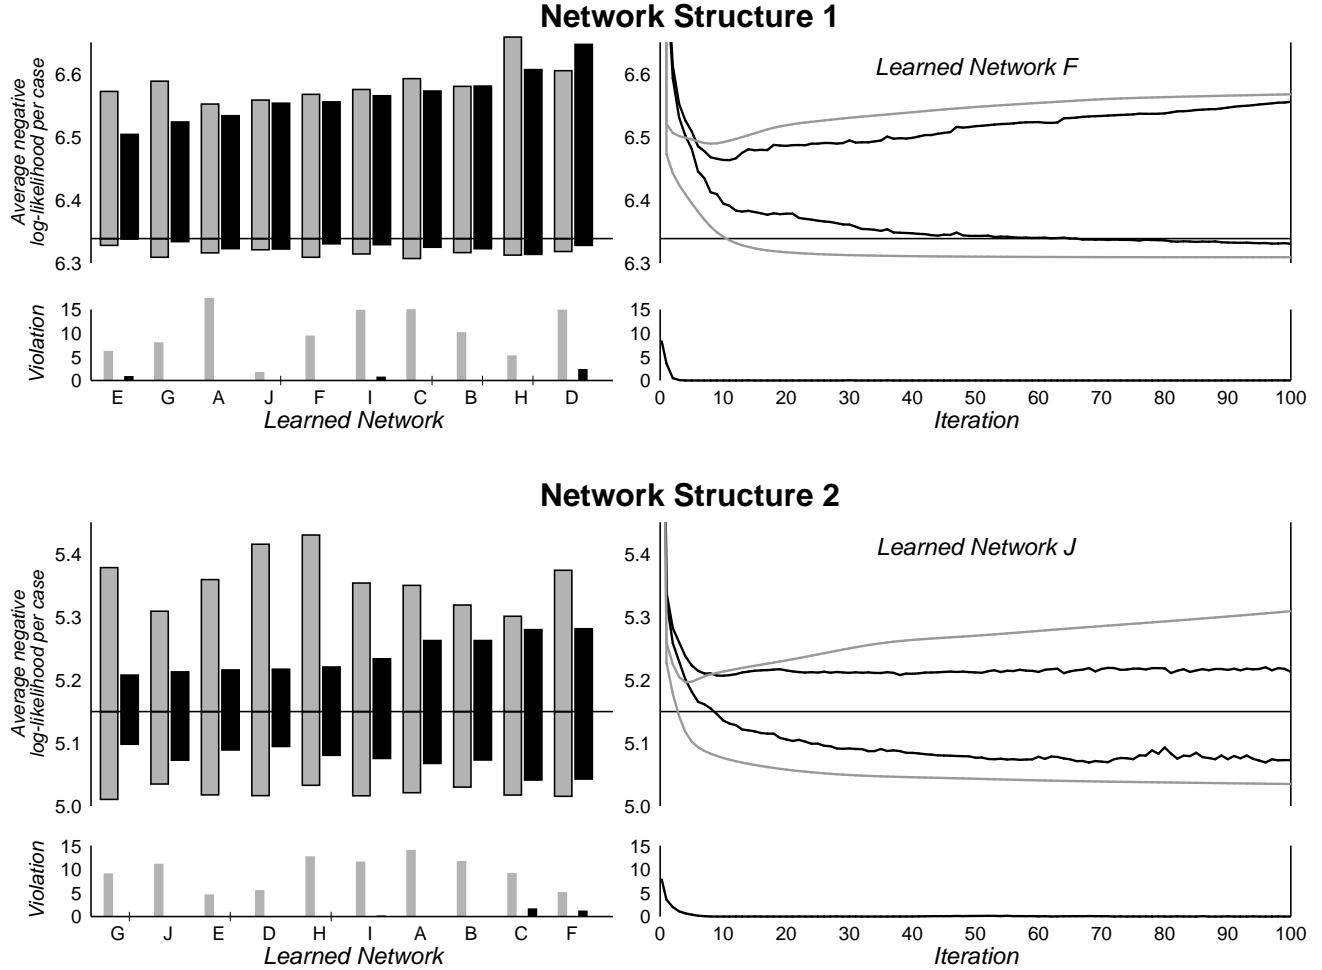 Network Structure 1
Average negative
log-likelihood per case
6.6
6.5
6.4
6.3
Violation
15
10
5
0
E G A J F I C B H D
Learned Network
Learned Network F
6.6
6.5
6.4
6.3
15
10
5
0
0 10 20 30 40 50 60 70 80 90 100
Iteration
Network Structure 2
Average negative
log-likelihood per case
5.4
5.3
5.2
5.1
5.0
Violation
15
10
5
0
G J E D H I A B C F
Learned Network
Learned Network J
5.4
5.3
5.2
5.1
5.0
15
10
5
0
0 10 20 30 40 50 60 70 80 90 100
Iteration